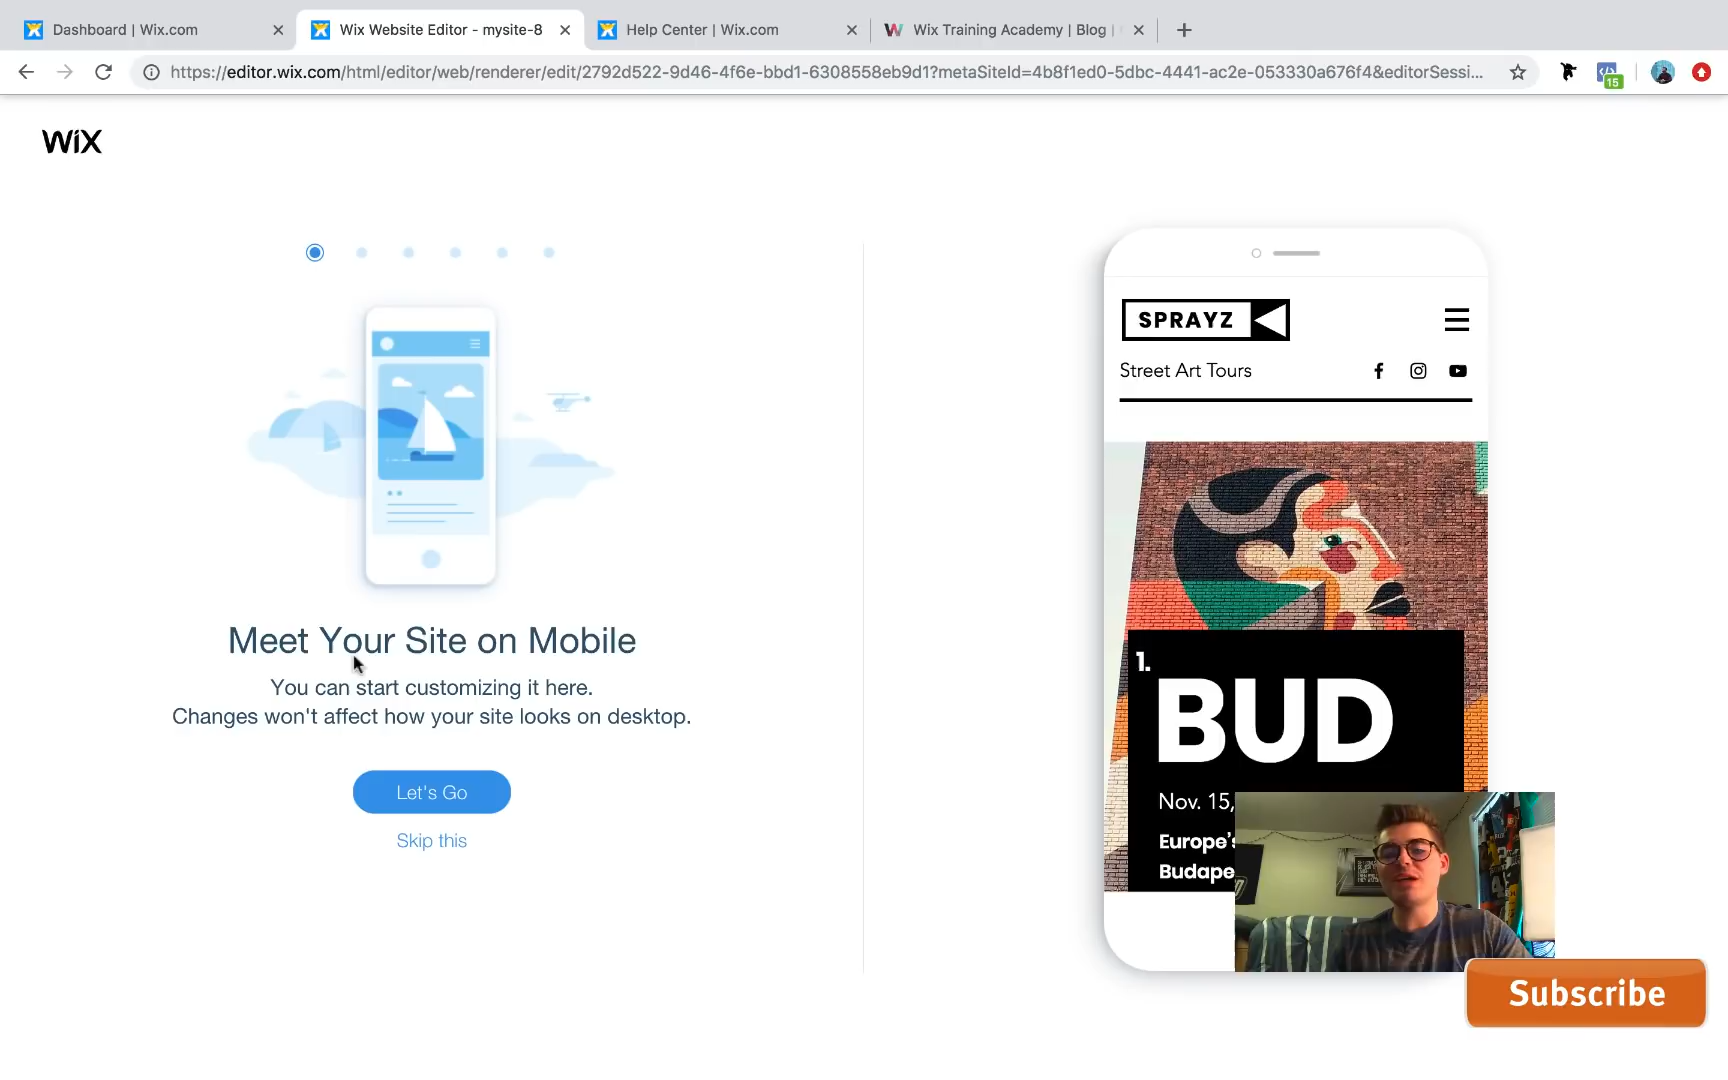 Dashboard | Wix.com
Wix Website Editor - mysite-8
Help Center | Wix.com
Wix Training Academy | Blog |
https://editor.wix.com/html/editor/web/renderer/edit/2792d522-9d46-4f6e-bbd1-6308558eb9d1?metaSiteId=4b8f1ed0-5dbc-4441-ac2e-053330a676f4&editorSessi...
15
WiX
SPRAYZ
Street Art Tours
Meet Your Site on Mobile
You can start customizing it here.
Changes won't affect how your site looks on desktop.
Let's Go
Skip this
1.
BUD
Nov. 15,
Europe's
Budape
Subscribe